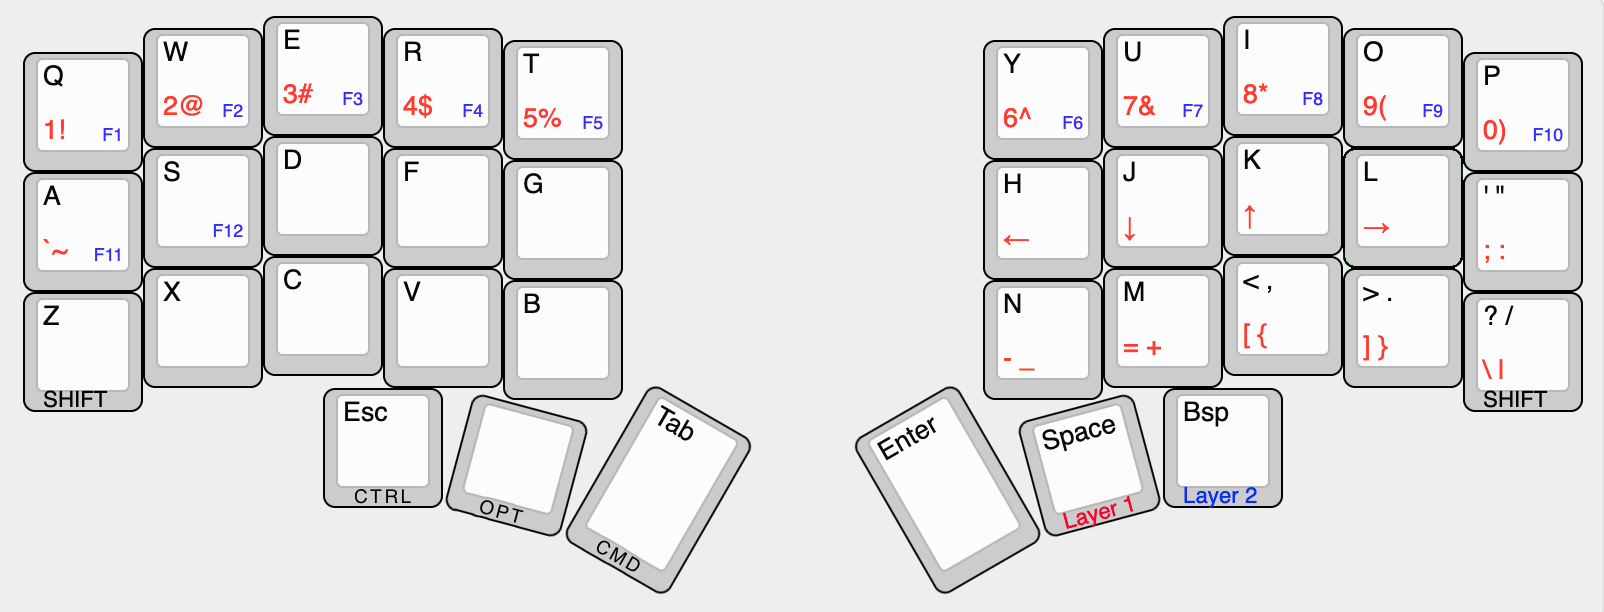 Q
1! F1
W
2@ F2
E
3# F3
R
4$ F4
T
5% F5
Y
6^ F6
U
7& F7
I
8* F8
O
9( F9
P
0) F10
A
`~ F11
S
F12
D
F
G
H
←
J
↓
K
↑
L
→
' "
; :
Z
SHIFT
X
C
V
B
N
- _
M
= +
< ,
[ {
> .
] }
? /
\ |
SHIFT
Esc
CTRL
OPT
Tab
CMD
Enter
Space
Layer 1
Bsp
Layer 2